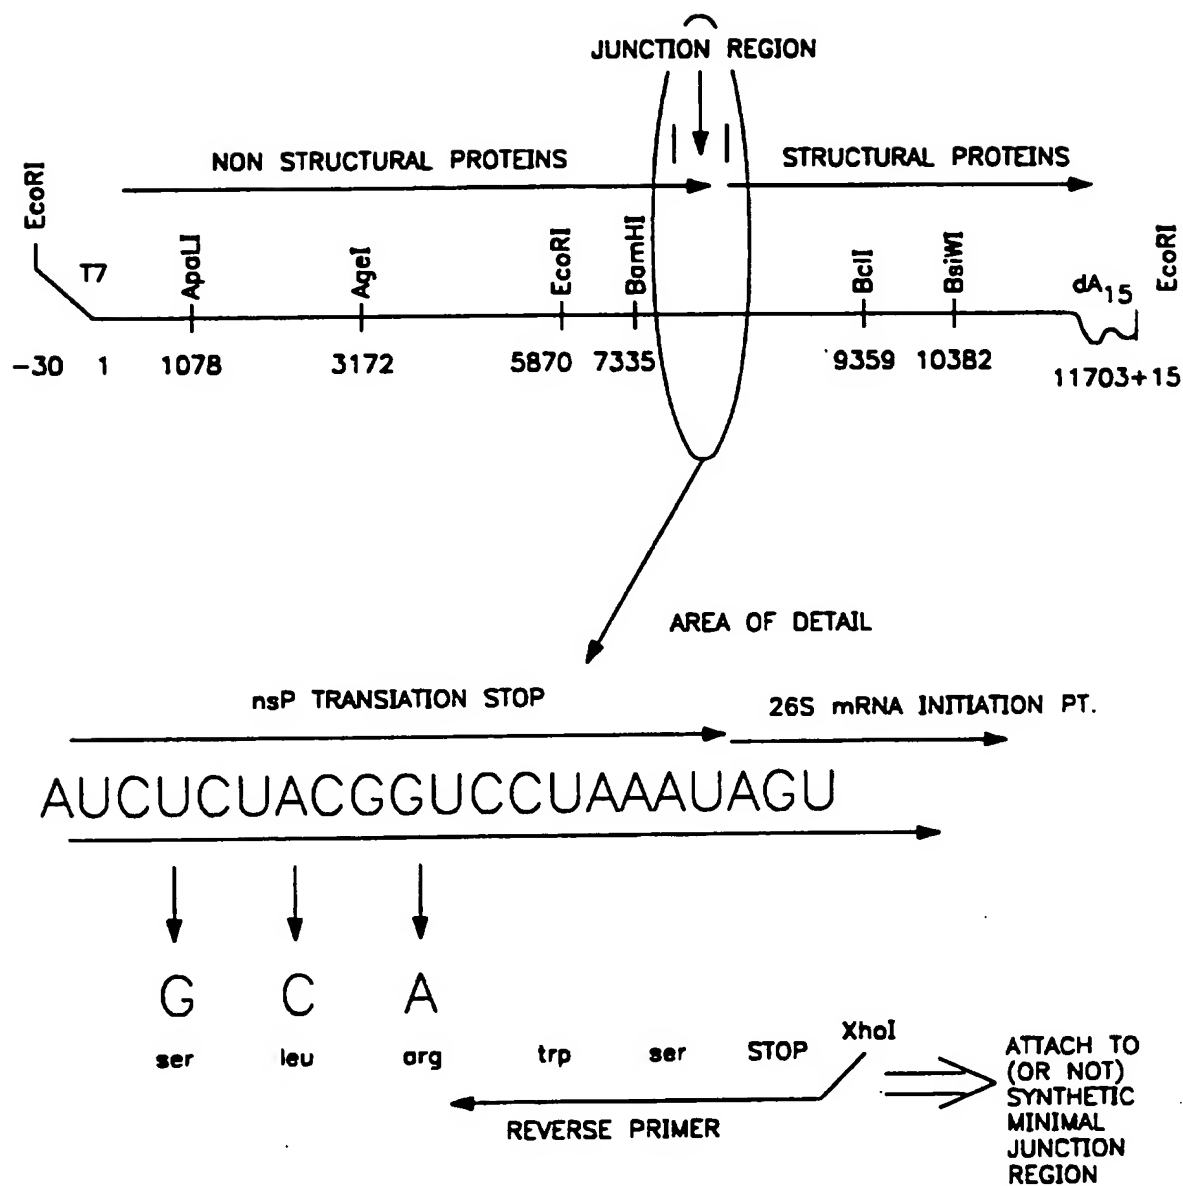 JUNCTION REGION
NON STRUCTURAL PROTEINS
STRUCTURAL PROTEINS
EcoRI
T7
ApaLI
AgeI
EcoRI
BamHI
BclI
BsiWI
dA15
EcoRI
-30 1 1078 3172 5870 7335 9359 10382 11703+15
AREA OF DETAIL
nsP TRANSIATION STOP
26S mRNA INITIATION PT.
AUCUCUACGGUCCUAAAUAGU
G C A
ser leu arg trp ser STOP
XhoI
REVERSE PRIMER
ATTACH TO
(OR NOT)
SYNTHETIC
MINIMAL
JUNCTION
REGION